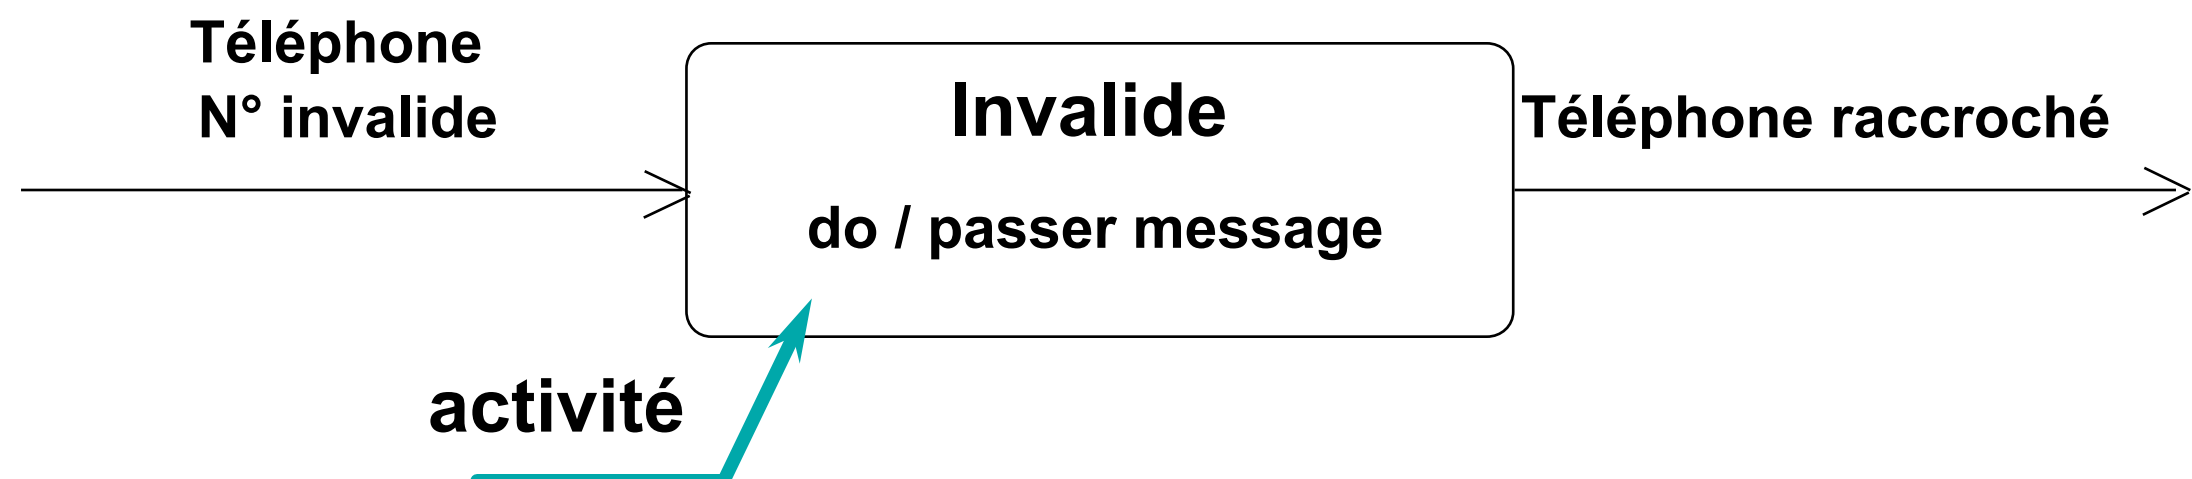 Téléphone
N° invalide
Invalide
do / passer message
Téléphone raccroché
activité